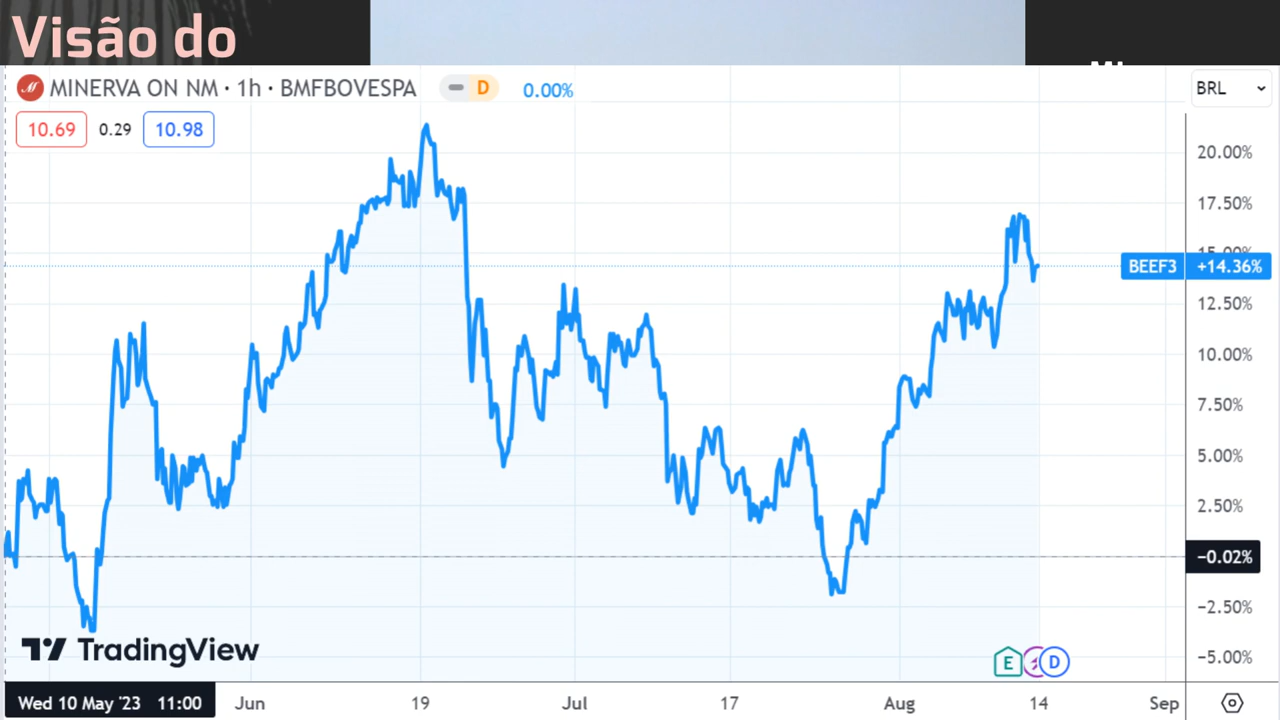 Visão do
MINERVA ON NM · 1h · BMFBOVESPA
D
0.00%
BRL
10.69
0.29
10.98
20.00%
17.50%
15.00%
BEEF3
+14.36%
12.50%
10.00%
7.50%
5.00%
2.50%
−0.02%
−2.50%
−5.00%
TradingView
E
D
Wed 10 May '23 11:00
Jun
19
Jul
17
Aug
14
Sep